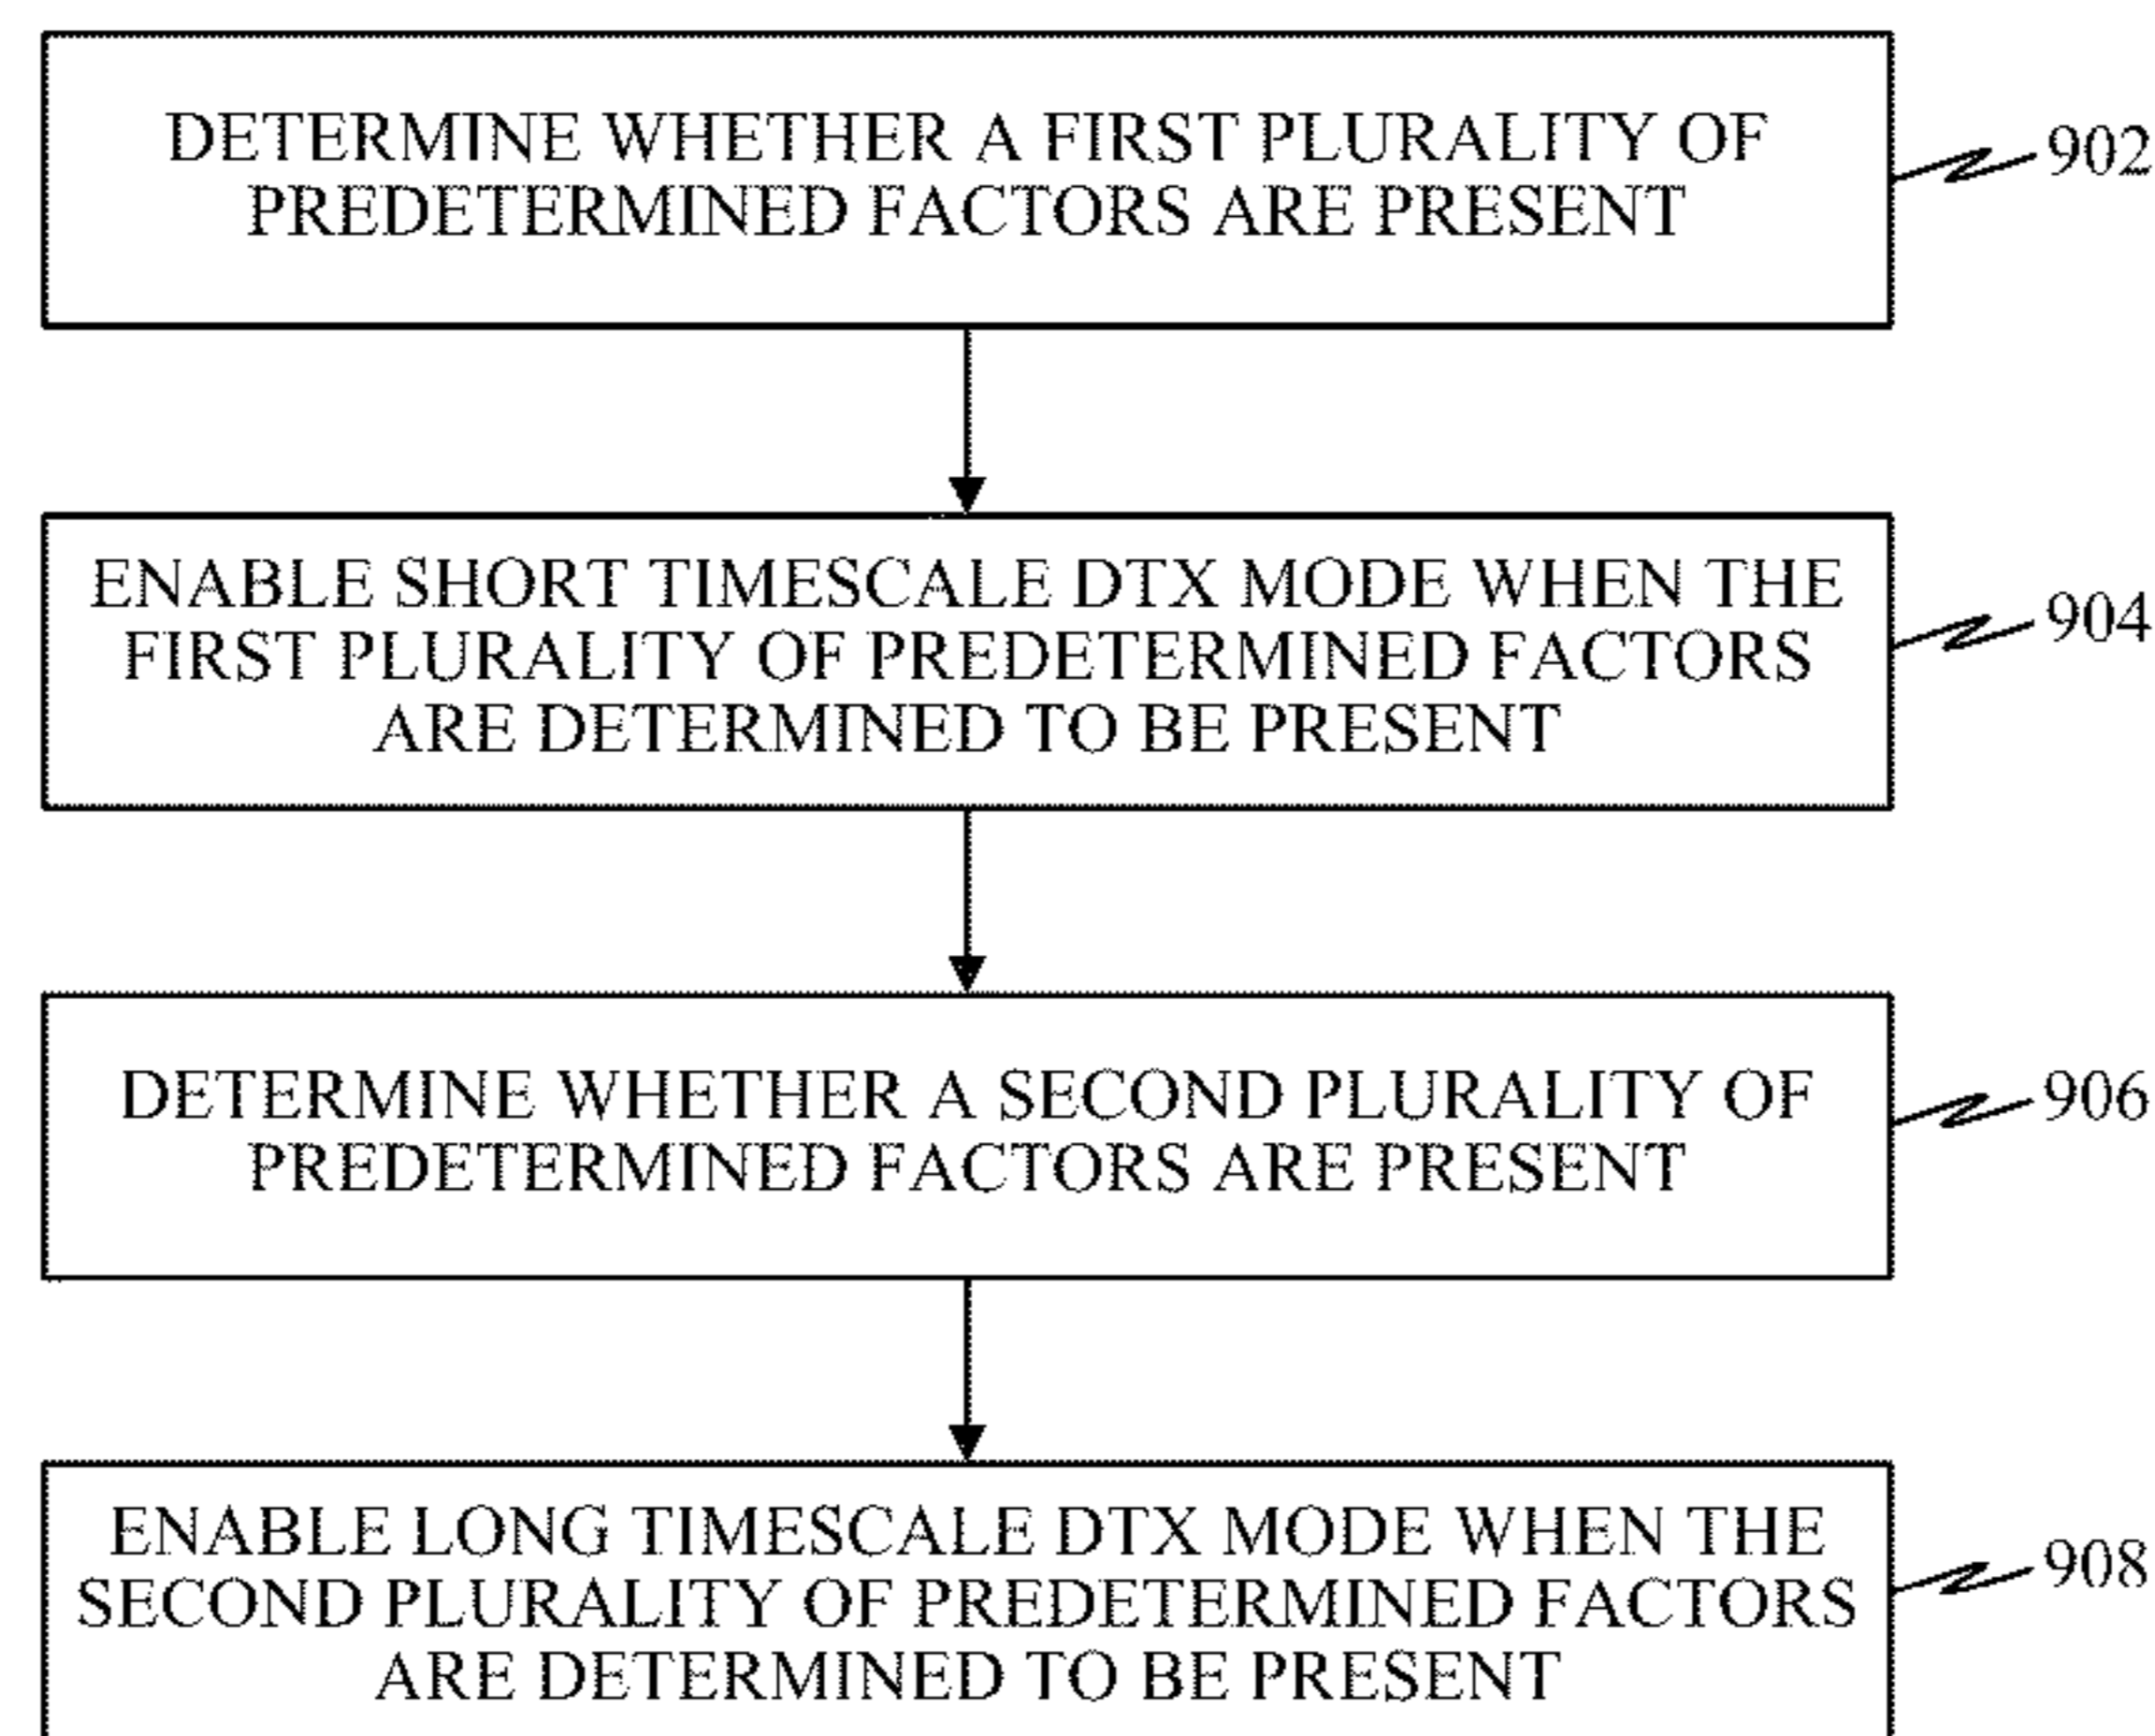 DETERMINE WHETHER A FIRST PLURALITY OF
PREDETERMINED FACTORS ARE PRESENT
902
ENABLE SHORT TIMESCALE DTX MODE WHEN THE
FIRST PLURALITY OF PREDETERMINED FACTORS
ARE DETERMINED TO BE PRESENT
904
DETERMINE WHETHER A SECOND PLURALITY OF
PREDETERMINED FACTORS ARE PRESENT
906
ENABLE LONG TIMESCALE DTX MODE WHEN THE
SECOND PLURALITY OF PREDETERMINED FACTORS
ARE DETERMINED TO BE PRESENT
908